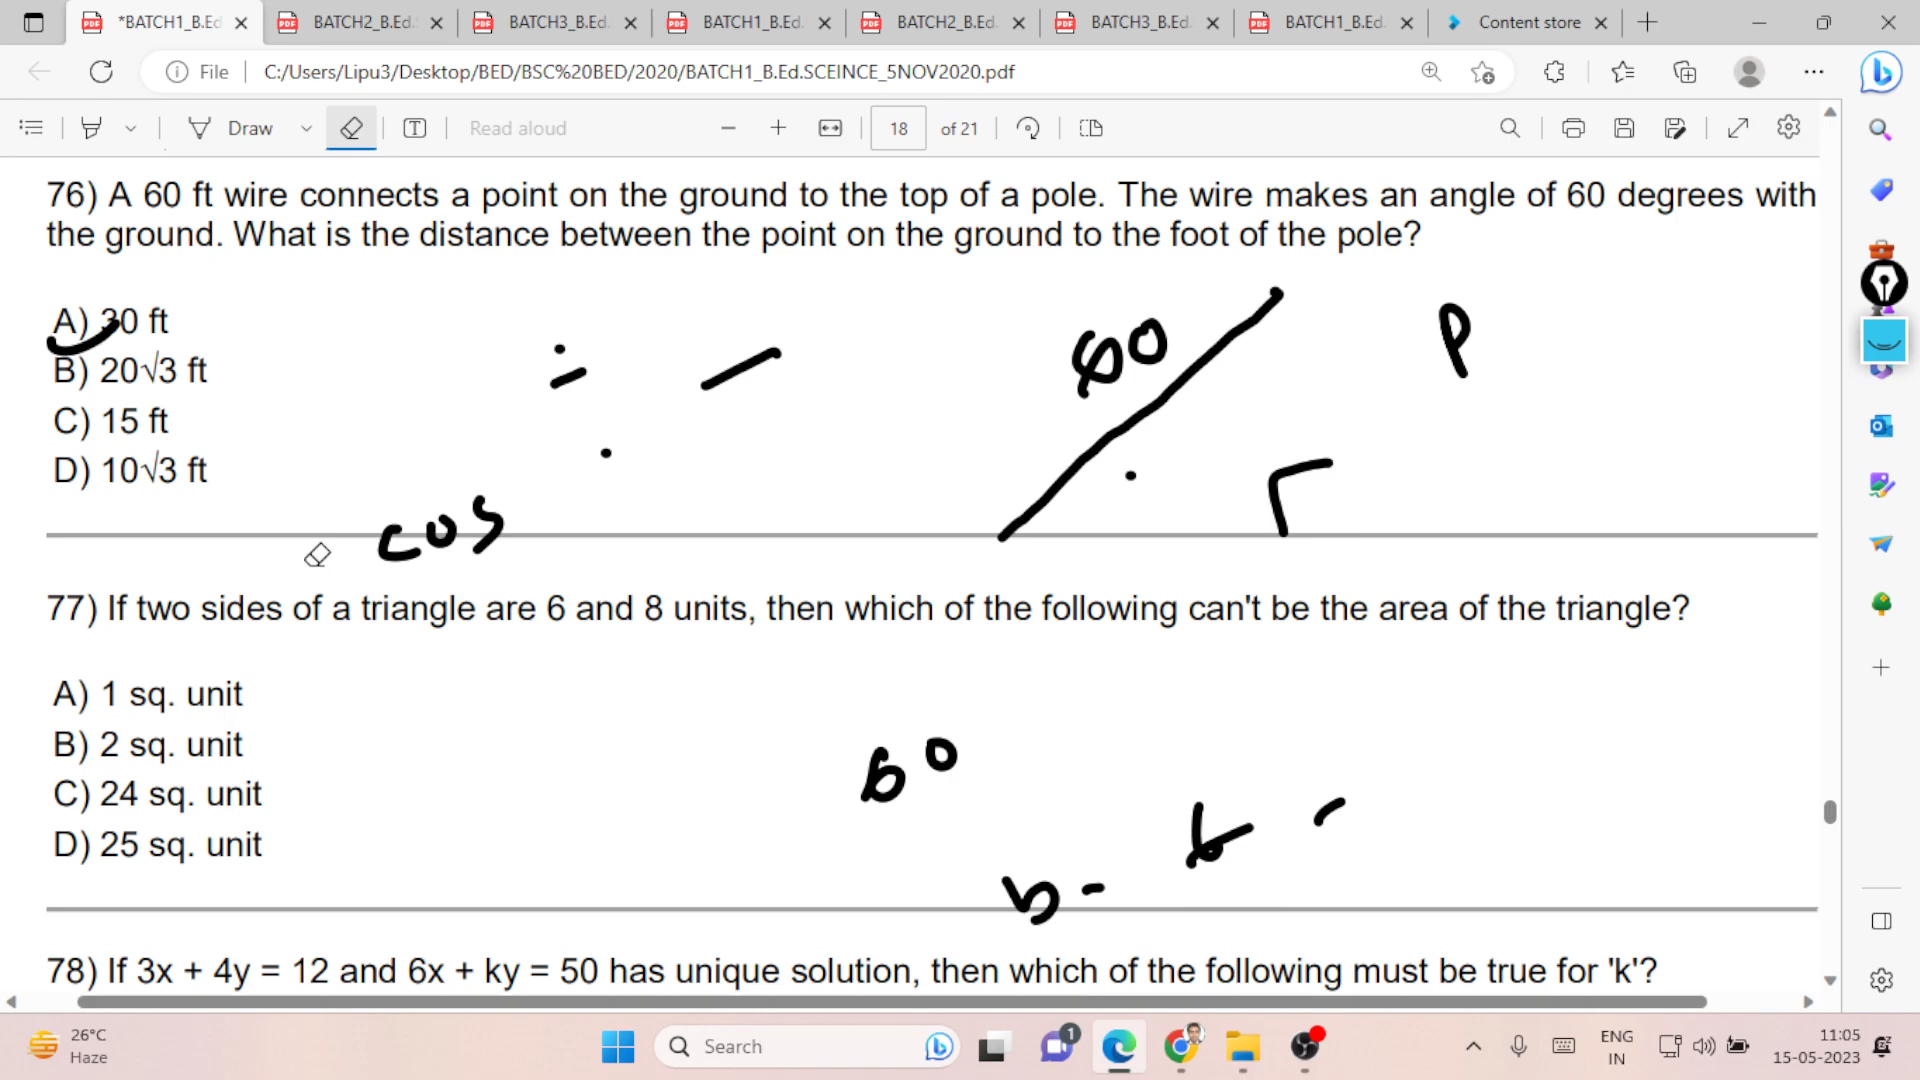 *BATCH1_B.Ed
BATCH2_B.Ed.
BATCH3_B.Ed.
BATCH1_B.Ed.
BATCH2_B.Ed.
BATCH3_B.Ed.
BATCH1_B.Ed.
Content store
File
C:/Users/Lipu3/Desktop/BED/BSC%20BED/2020/BATCH1_B.Ed.SCEINCE_5NOV2020.pdf
Draw
Read aloud
18
of 21
76) A 60 ft wire connects a point on the ground to the top of a pole. The wire makes an angle of 60 degrees with
the ground. What is the distance between the point on the ground to the foot of the pole?
A) 30 ft
B) 20√3 ft
C) 15 ft
D) 10√3 ft
60
P
cos
77) If two sides of a triangle are 6 and 8 units, then which of the following can't be the area of the triangle?
A) 1 sq. unit
B) 2 sq. unit
C) 24 sq. unit
D) 25 sq. unit
60
b
b -
78) If 3x + 4y = 12 and 6x + ky = 50 has unique solution, then which of the following must be true for 'k'?
26°C
Haze
Search
1
ENG
IN
11:05
15-05-2023